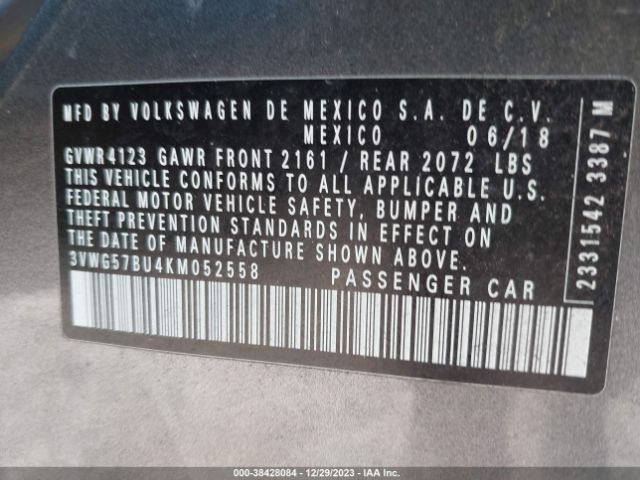 MFD BY VOLKSWAGEN DE MEXICO S.A. DE C.V.
MEXICO 06/18
GVWR 4123 GAWR FRONT 2161 / REAR 2072 LBS
THIS VEHICLE CONFORMS TO ALL APPLICABLE U.S.
FEDERAL MOTOR VEHICLE SAFETY, BUMPER AND
THEFT PREVENTION STANDARDS IN EFFECT ON
THE DATE OF MANUFACTURE SHOWN ABOVE.
3VWG57BU4KM052558 PASSENGER CAR
2331542 3387 M
000-38428084 - 12/29/2023 - IAA Inc.